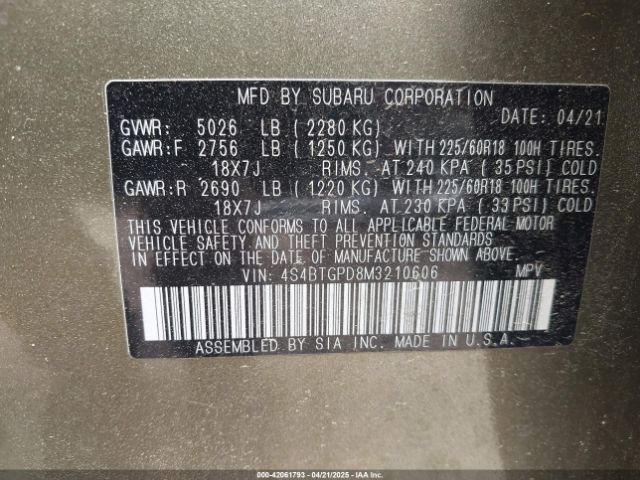 MFD BY SUBARU CORPORATION
DATE: 04/21
GVWR: 5026 LB ( 2280 KG)
GAWR:F 2756 LB ( 1250 KG) WITH 225/60R18 100H TIRES.
18X7J RIMS. AT 240 KPA ( 35 PSI) COLD
GAWR:R 2690 LB ( 1220 KG) WITH 225/60R18 100H TIRES.
18X7J RIMS. AT 230 KPA ( 33 PSI) COLD
THIS VEHICLE CONFORMS TO ALL APPLICABLE FEDERAL MOTOR
VEHICLE SAFETY AND THEFT PREVENTION STANDARDS
IN EFFECT ON THE DATE OF MANUFACTURE SHOWN ABOVE.
VIN: 4S4BTGPD8M3210606 MPV
ASSEMBLED BY SIA INC. MADE IN U.S.A.
000-42061793 - 04/21/2025 - IAAI